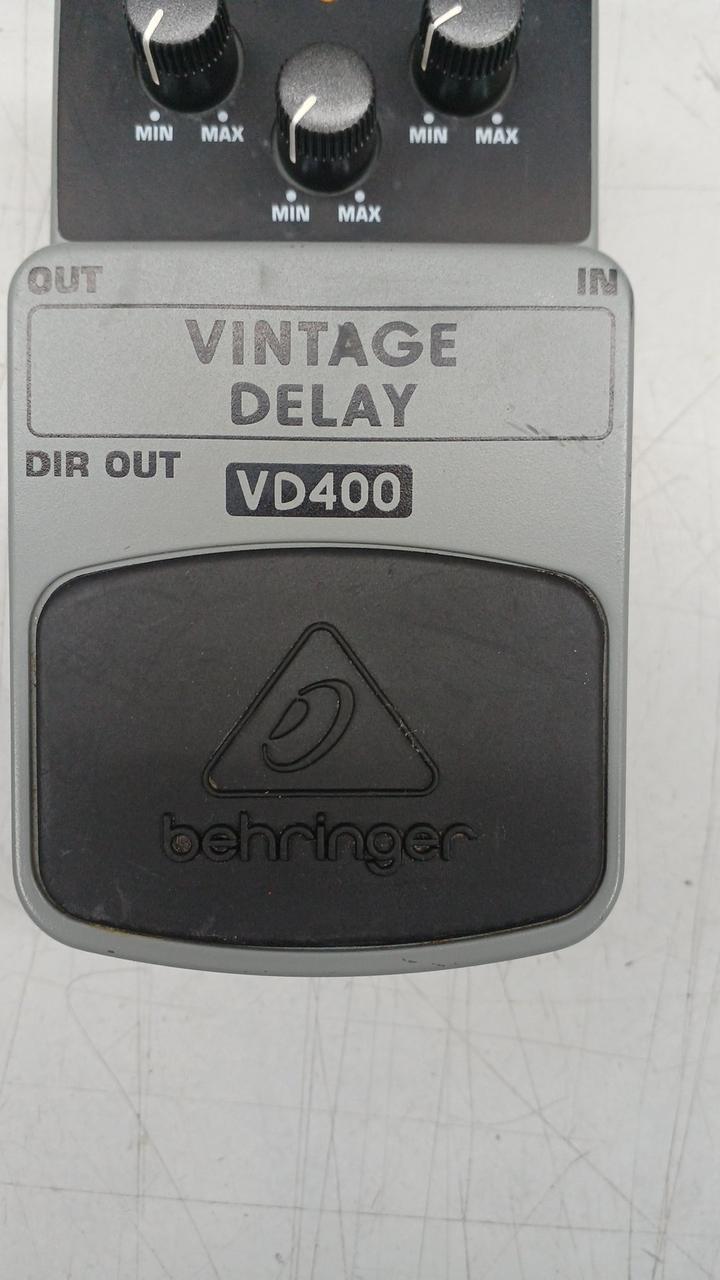 MIN MAX
MIN MAX
MIN MAX
OUT
IN
VINTAGE
DELAY
DIR OUT
VD400
behringer